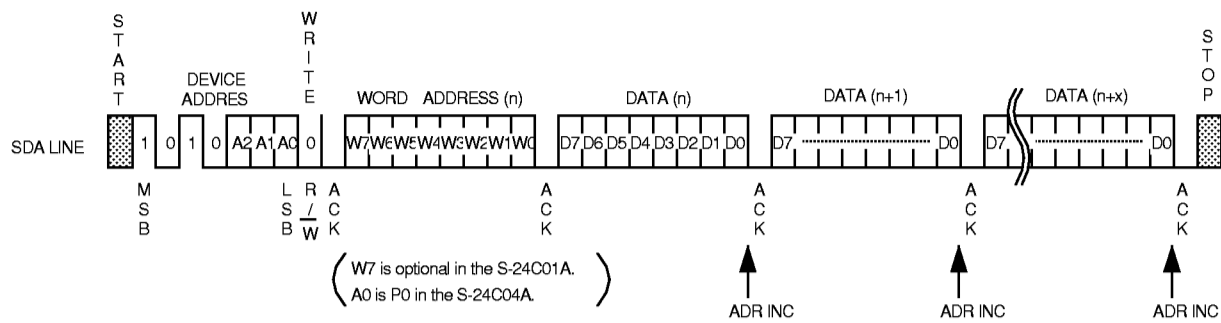 START
WRITE
STOP
DEVICE
ADDRES
WORD ADDRESS (n)
DATA (n)
DATA (n+1)
DATA (n+x)
SDA LINE
1 0 1 0 A2 A1 A0 0
W7 W6 W5 W4 W3 W2 W1 W0
D7 D6 D5 D4 D3 D2 D1 D0
D7 D0
D7 D0
MSB
LSB
R/W
ACK
ACK
ACK
ACK
ACK
W7 is optional in the S-24C01A.
A0 is P0 in the S-24C04A.
ADR INC
ADR INC
ADR INC